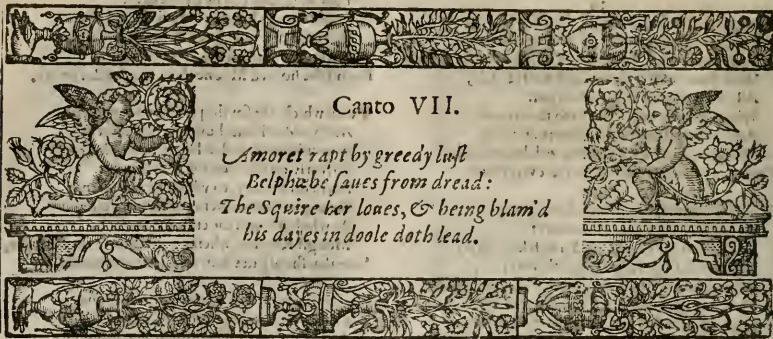 Canto VII.
Amoret rapt by greedy luſt
Belphœbe ſaues from dread:
The Squire her loues, & being blam'd
his dayes in doole doth lead.